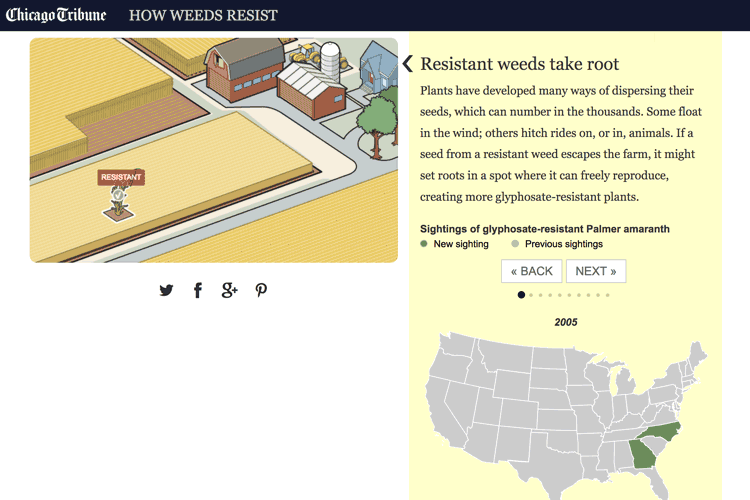 Chicago Tribune HOW WEEDS RESIST
RESISTANT
Resistant weeds take root
Plants have developed many ways of dispersing their
seeds, which can number in the thousands. Some float
in the wind; others hitch rides on, or in, animals. If a
seed from a resistant weed escapes the farm, it might
set roots in a spot where it can freely reproduce,
creating more glyphosate-resistant plants.
Sightings of glyphosate-resistant Palmer amaranth
New sighting Previous sightings
« BACK NEXT »
2005